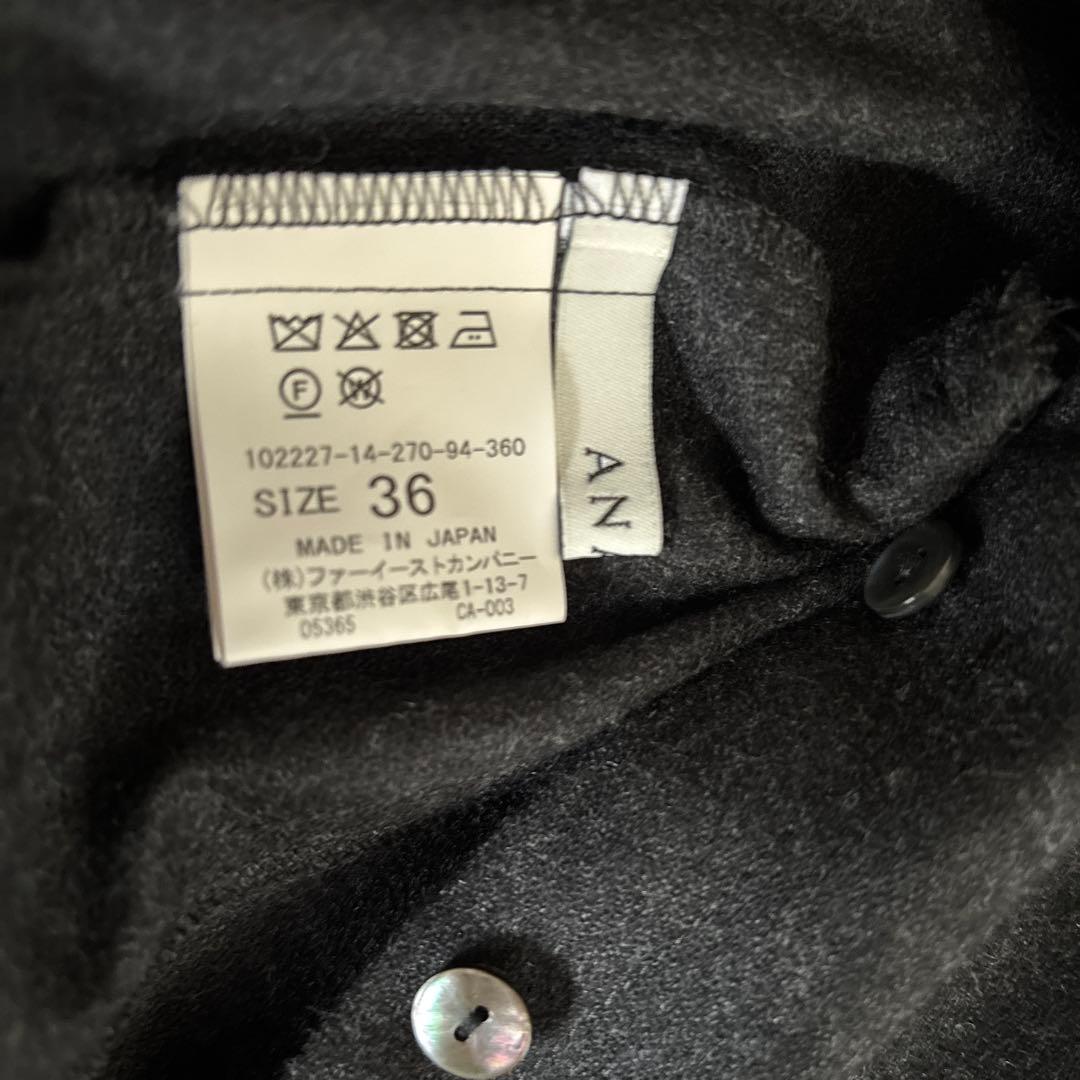 F
W
102227-14-270-94-360
SIZE 36
MADE IN JAPAN
(株)ファーイーストカンパニー
東京都渋谷区広尾1-13-7
05365 CA-003
AN